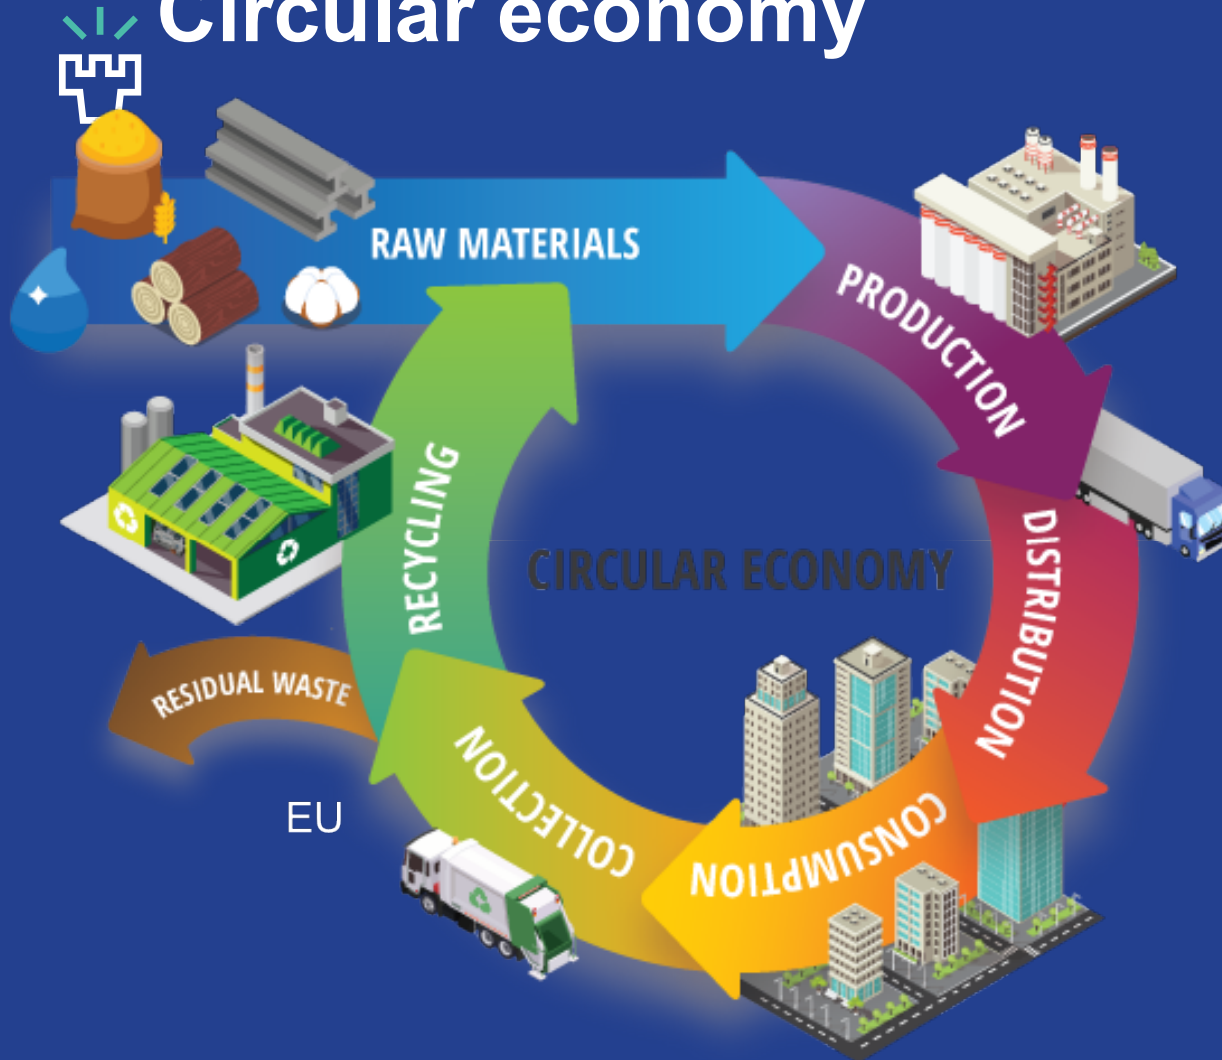 Circular economy
RAW MATERIALS
PRODUCTION
DISTRIBUTION
CONSUMPTION
COLLECTION
RECYCLING
RESIDUAL WASTE
CIRCULAR ECONOMY
EU